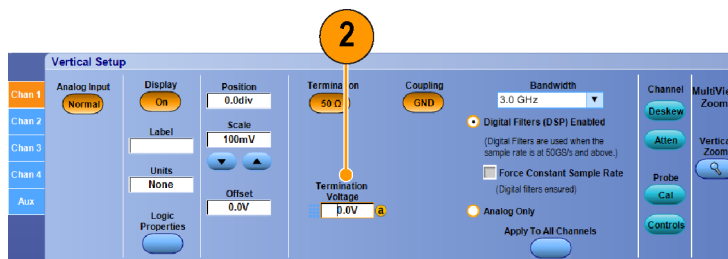 2
Vertical Setup
Chan 1
Chan 2
Chan 3
Chan 4
Aux
Analog Input
Normal
Display
On
Label
Units
None
Logic
Properties
Position
0.0div
Scale
100mV
Offset
0.0V
Termination
50 Ω
Termination
Voltage
0.0V
a
Coupling
GND
Bandwidth
3.0 GHz
Digital Filters (DSP) Enabled
(Digital Filters are used when the
sample rate is at 50GS/s and above.)
Force Constant Sample Rate
(Digital filters ensured)
Analog Only
Apply To All Channels
Channel
Deskew
Atten
Probe
Cal
Controls
MultiVie
Zoom
Vertica
Zoom